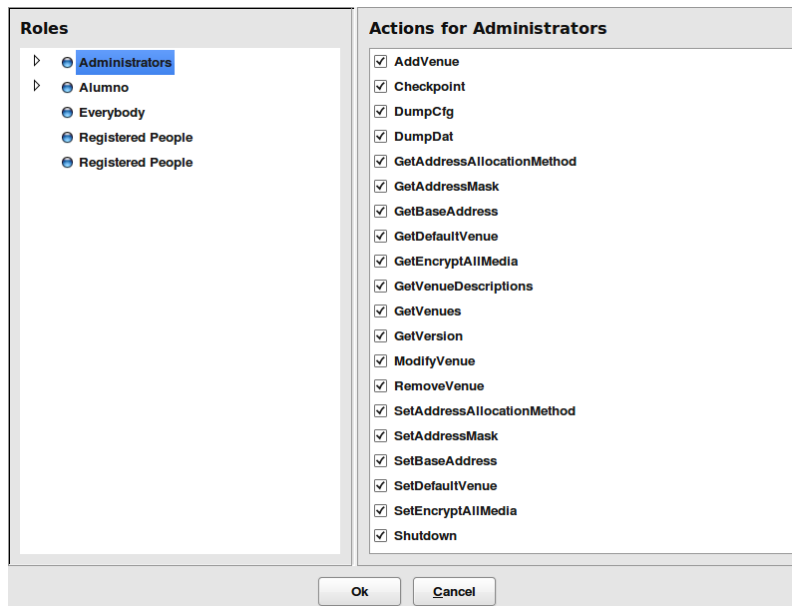 Roles
Administrators
Alumno
Everybody
Registered People
Registered People
Actions for Administrators
AddVenue
Checkpoint
DumpCfg
DumpDat
GetAddressAllocationMethod
GetAddressMask
GetBaseAddress
GetDefaultVenue
GetEncryptAllMedia
GetVenueDescriptions
GetVenues
GetVersion
ModifyVenue
RemoveVenue
SetAddressAllocationMethod
SetAddressMask
SetBaseAddress
SetDefaultVenue
SetEncryptAllMedia
Shutdown
Ok
Cancel